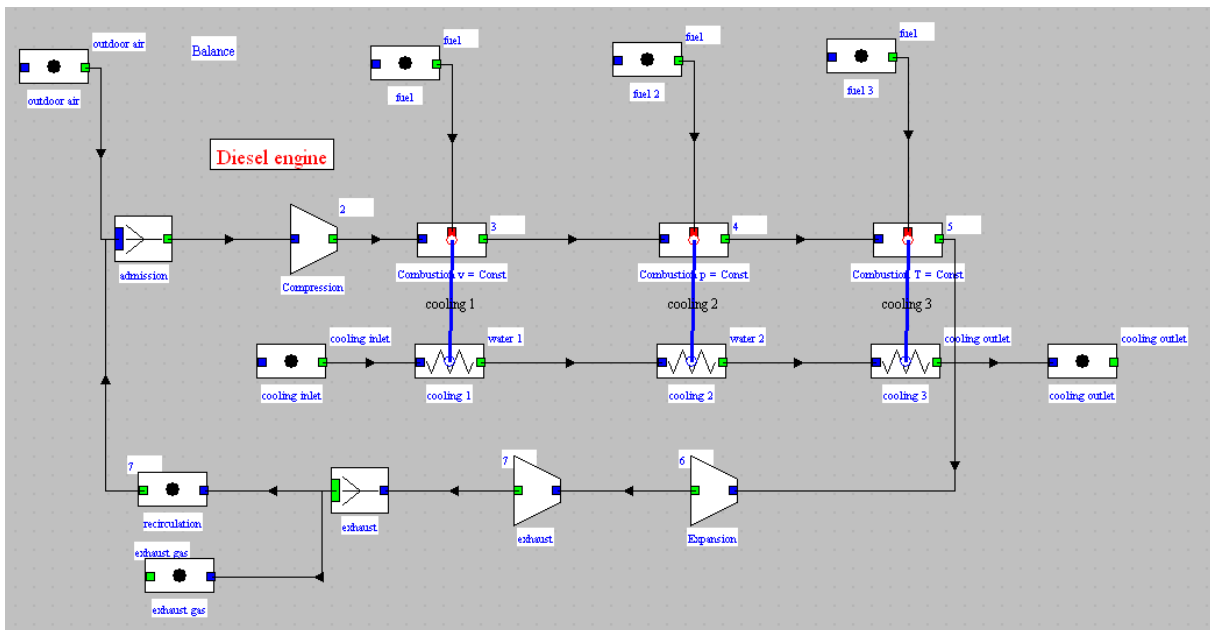 outdoor air
Balance
fuel
fuel
fuel
outdoor air
fuel
fuel 2
fuel 3
Diesel engine
2
3
4
5
admission
Compression
Combustion v = Const
Combustion p = Const
Combustion T = Const
cooling 1
cooling 2
cooling 3
cooling inlet
water 1
water 2
cooling outlet
cooling outlet
cooling inlet
cooling 1
cooling 2
cooling 3
cooling outlet
7
7
6
recirculation
exhaust
exhaust
Expansion
exhaust gas
exhaust gas